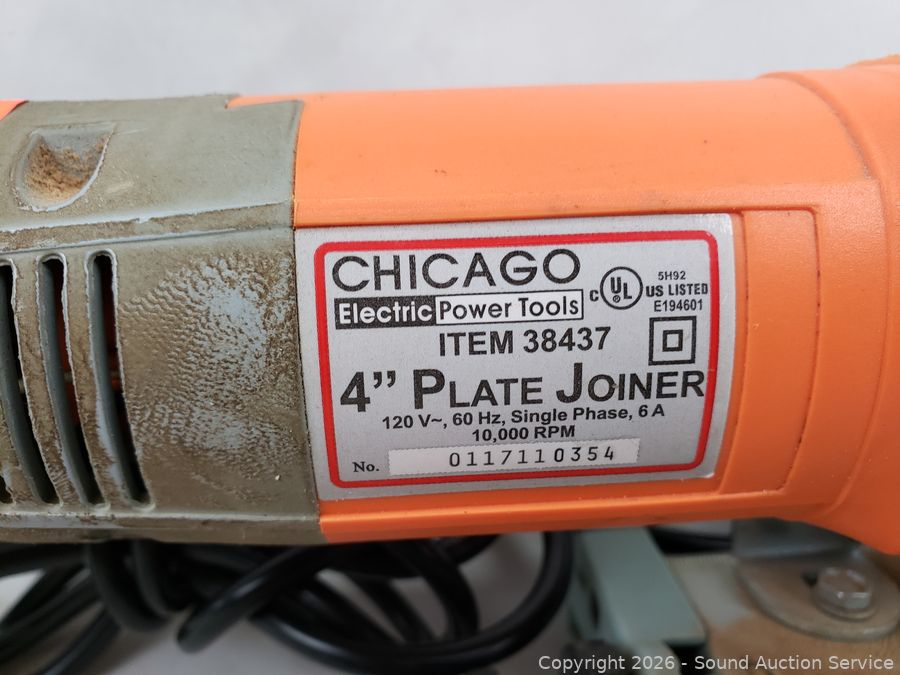 CHICAGO
Electric Power Tools
C UL ® US LISTED
5H92
E194601
ITEM 38437
4” PLATE JOINER
120 V~, 60 Hz, Single Phase, 6 A
10,000 RPM
No. 0117110354
Copyright 2026 - Sound Auction Service